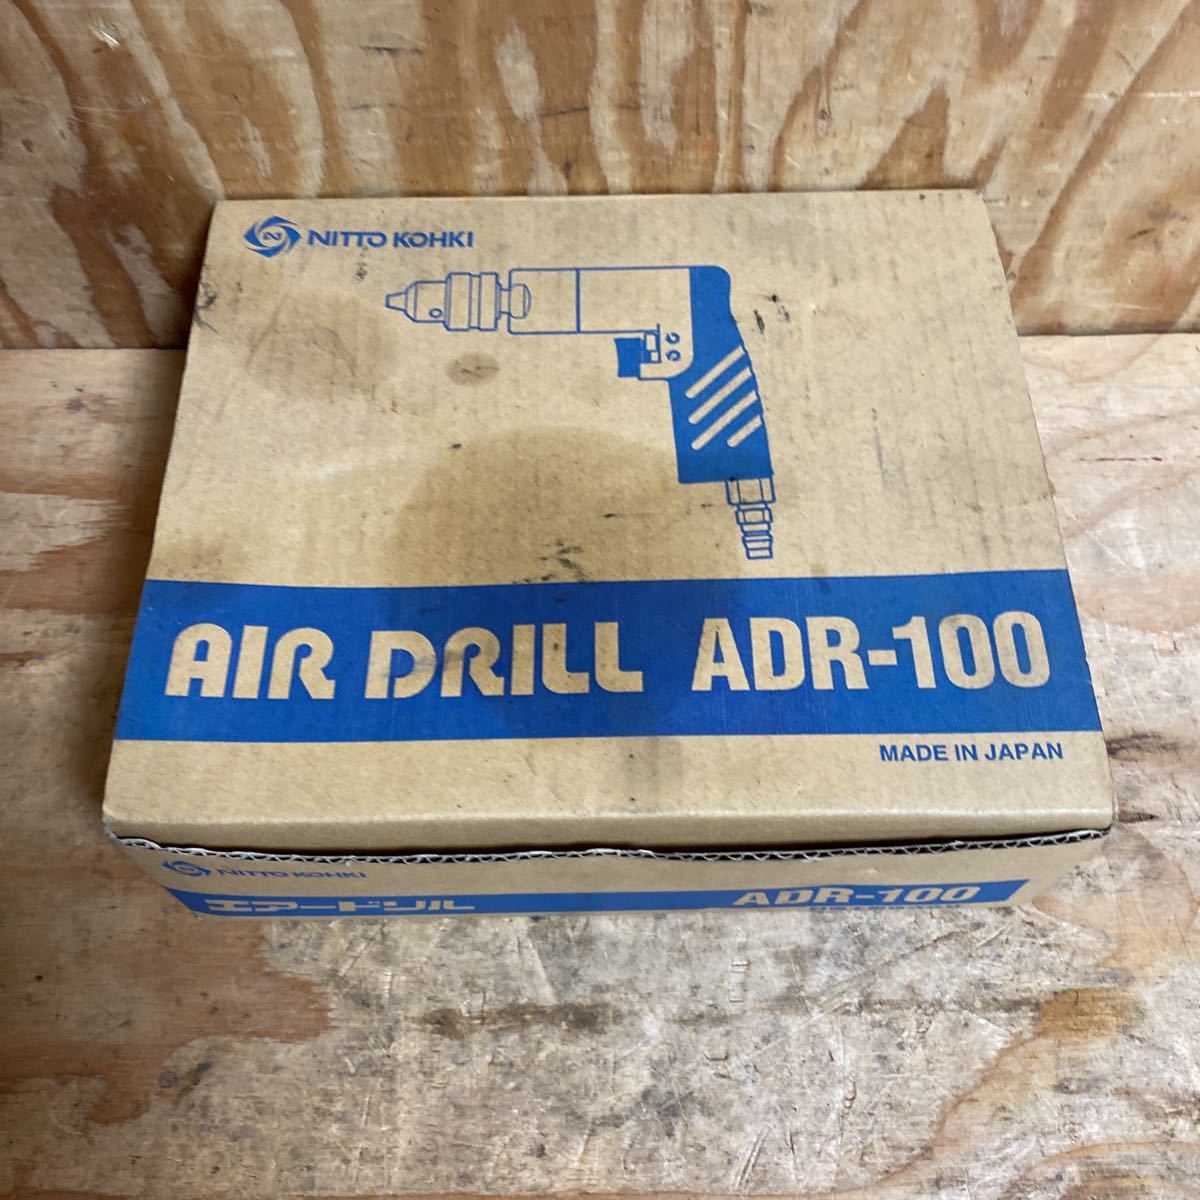 NITTO KOHKI
AIR DRILL ADR-100
MADE IN JAPAN
NITTO KOHKI
エアードリル ADR-100